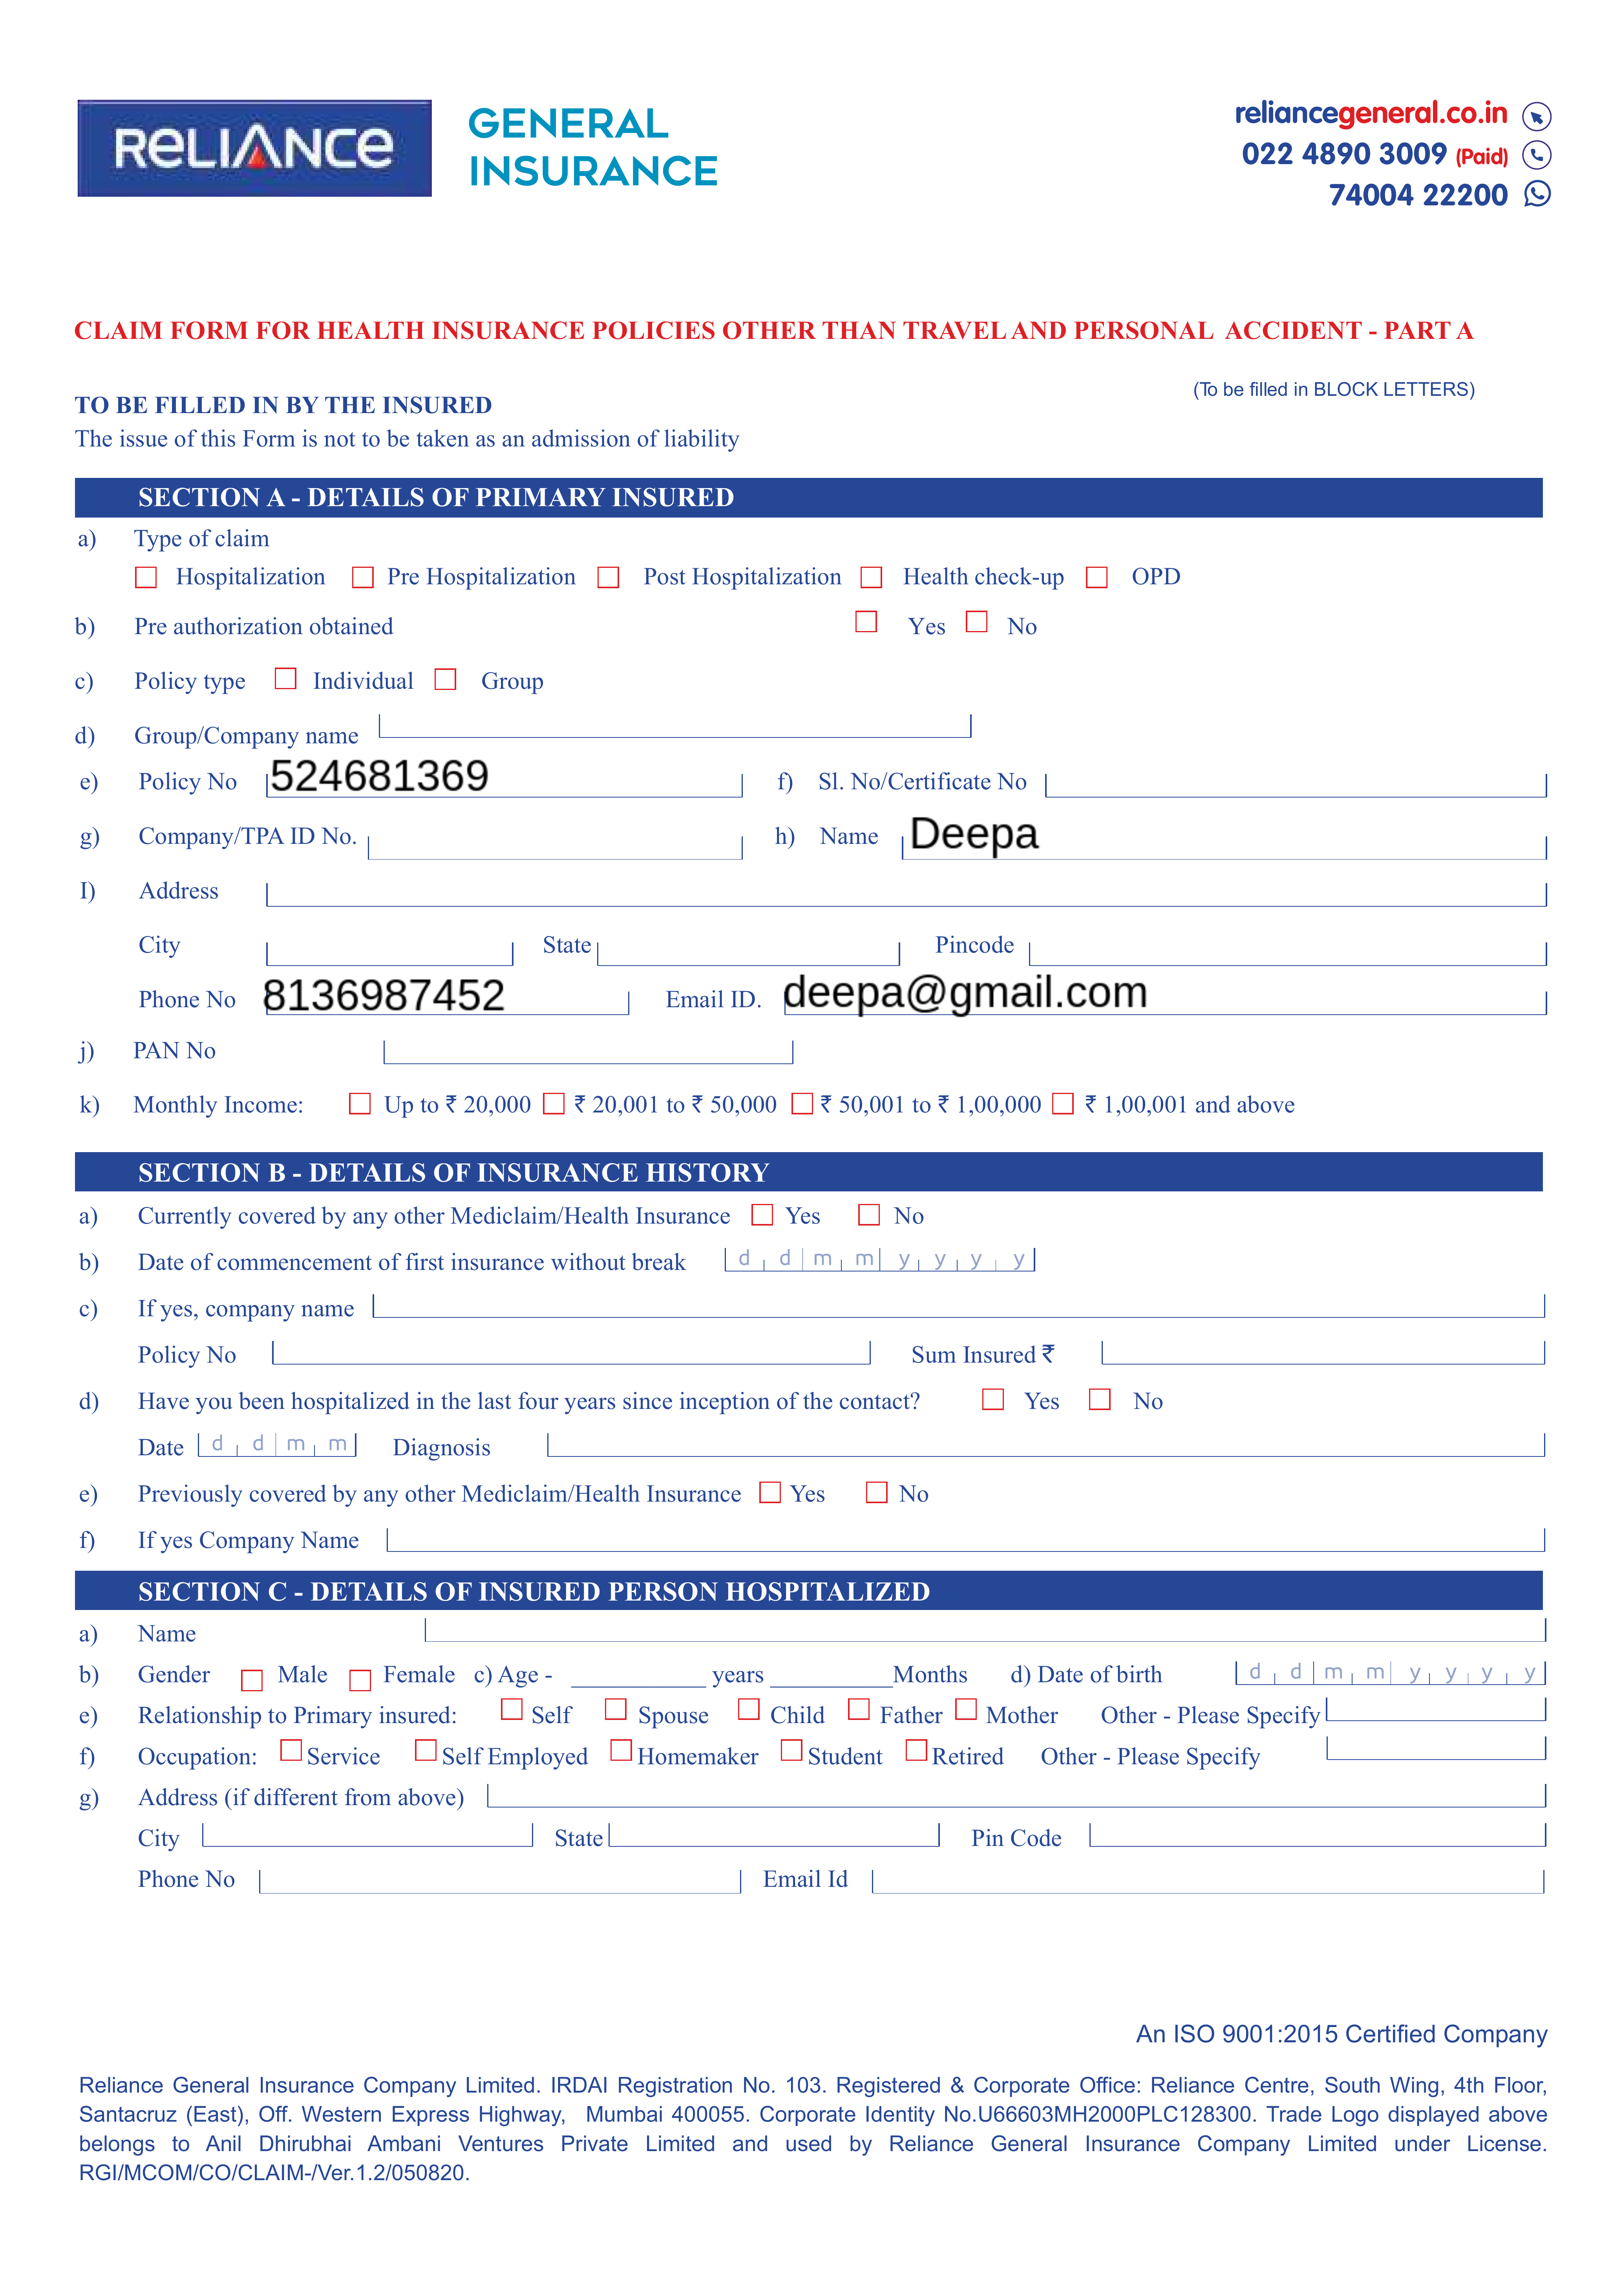 RELIANCE GENERAL INSURANCE
reliancegeneral.co.in
022 4890 3009 (Paid)
74004 22200
CLAIM FORM FOR HEALTH INSURANCE POLICIES OTHER THAN TRAVEL AND PERSONAL ACCIDENT - PART A
(To be filled in BLOCK LETTERS)
TO BE FILLED IN BY THE INSURED
The issue of this Form is not to be taken as an admission of liability
SECTION A - DETAILS OF PRIMARY INSURED
a) Type of claim
Hospitalization Pre Hospitalization Post Hospitalization Health check-up OPD
b) Pre authorization obtained Yes No
c) Policy type Individual Group
d) Group/Company name
e) Policy No 524681369 f) Sl. No/Certificate No
g) Company/TPA ID No. h) Name Deepa
I) Address
City State Pincode
Phone No 8136987452 Email ID. deepa@gmail.com
j) PAN No
k) Monthly Income: Up to ₹ 20,000 ₹ 20,001 to ₹ 50,000 ₹ 50,001 to ₹ 1,00,000 ₹ 1,00,001 and above
SECTION B - DETAILS OF INSURANCE HISTORY
a) Currently covered by any other Mediclaim/Health Insurance Yes No
b) Date of commencement of first insurance without break d d m m y y y y
c) If yes, company name
Policy No Sum Insured ₹
d) Have you been hospitalized in the last four years since inception of the contact? Yes No
Date d d m m Diagnosis
e) Previously covered by any other Mediclaim/Health Insurance Yes No
f) If yes Company Name
SECTION C - DETAILS OF INSURED PERSON HOSPITALIZED
a) Name
b) Gender Male Female c) Age - years Months d) Date of birth d d m m y y y y
e) Relationship to Primary insured: Self Spouse Child Father Mother Other - Please Specify
f) Occupation: Service Self Employed Homemaker Student Retired Other - Please Specify
g) Address (if different from above)
City State Pin Code
Phone No Email Id
An ISO 9001:2015 Certified Company
Reliance General Insurance Company Limited. IRDAI Registration No. 103. Registered & Corporate Office: Reliance Centre, South Wing, 4th Floor,
Santacruz (East), Off. Western Express Highway, Mumbai 400055. Corporate Identity No.U66603MH2000PLC128300. Trade Logo displayed above
belongs to Anil Dhirubhai Ambani Ventures Private Limited and used by Reliance General Insurance Company Limited under License.
RGI/MCOM/CO/CLAIM-/Ver.1.2/050820.